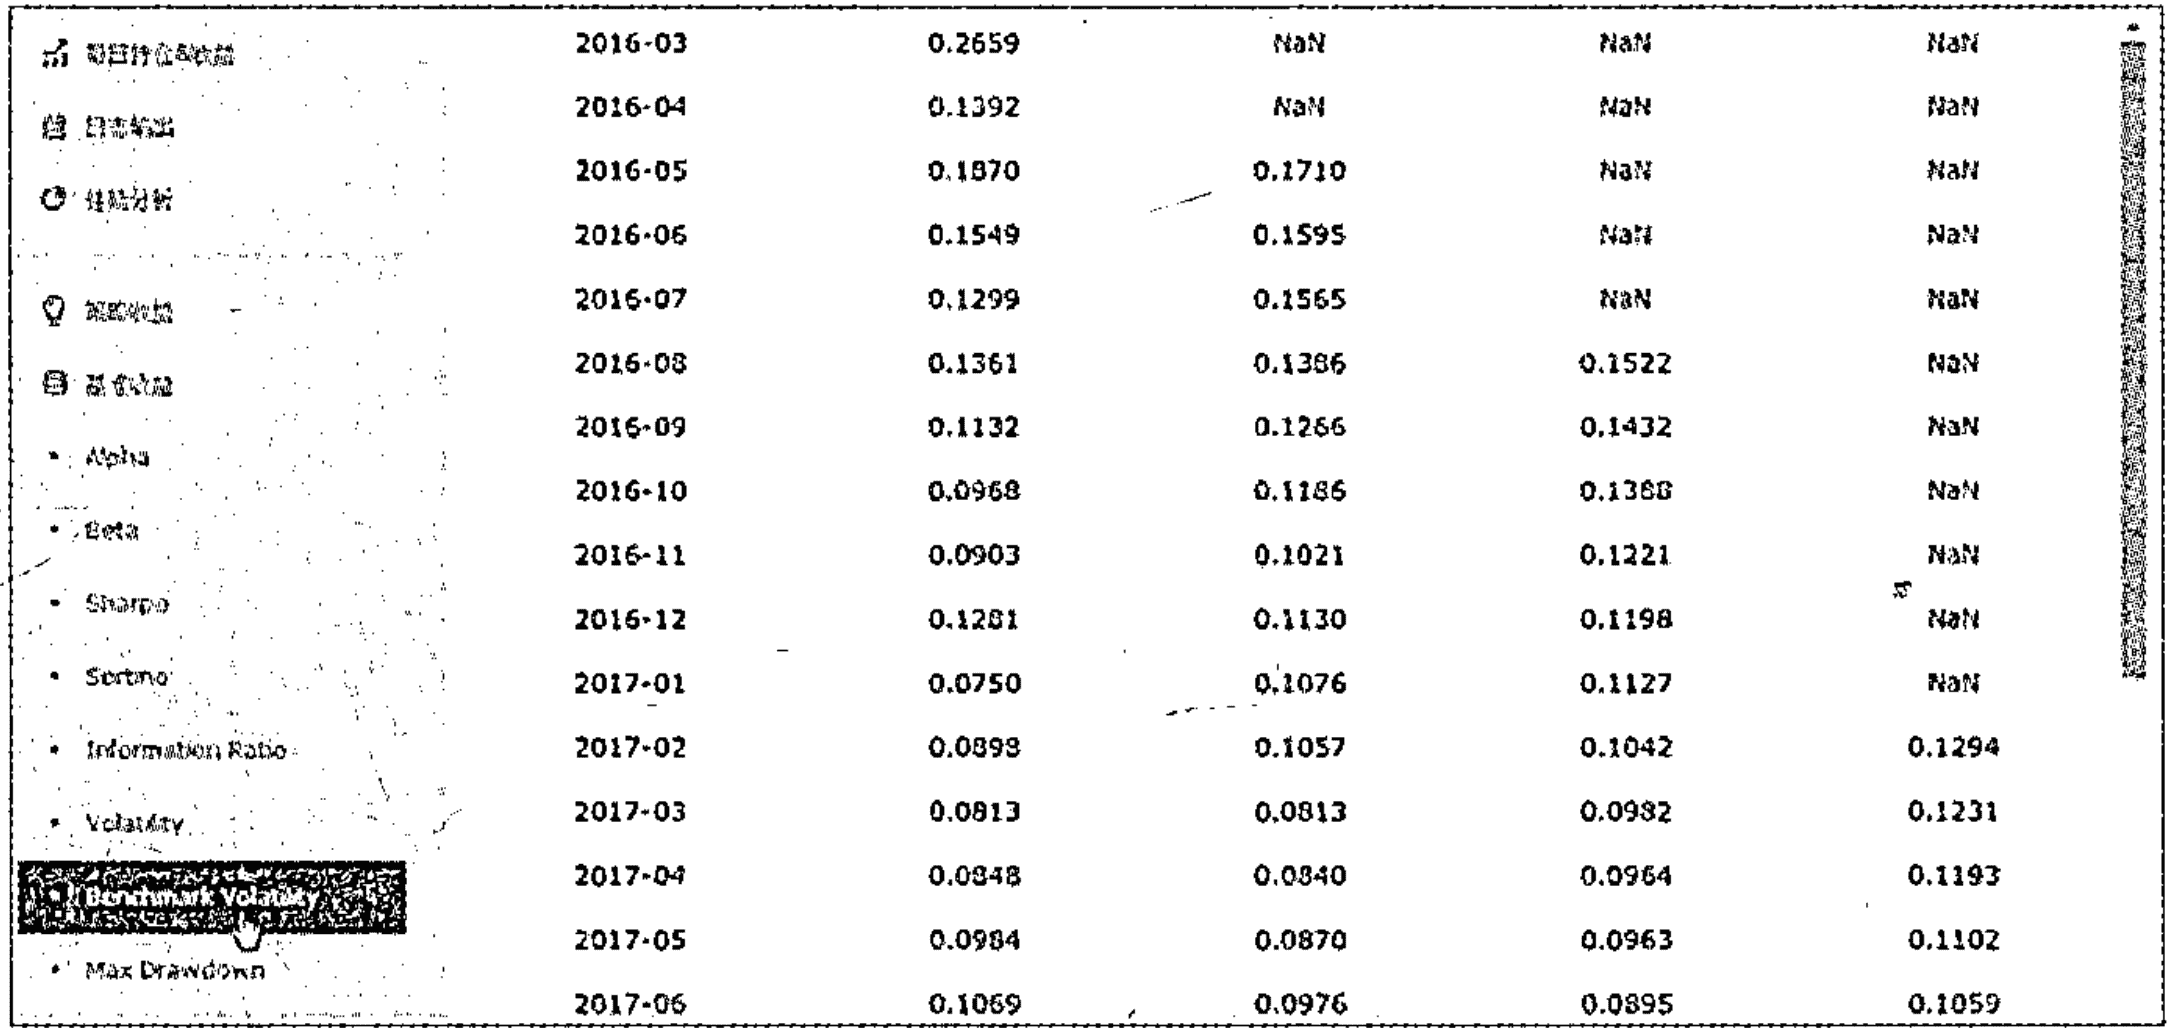 2016-03 0.2659 NaN NaN NaN
2016-04 0.1392 NaN NaN NaN
日志输出
2016-05 0.1870 0.1710 NaN NaN
2016-06 0.1549 0.1595 NaN NaN
2016-07 0.1299 0.1565 NaN NaN
2016-08 0.1361 0.1386 0.1522 NaN
2016-09 0.1132 0.1266 0.1432 NaN
Alpha
2016-10 0.0968 0.1186 0.1388 NaN
Beta
2016-11 0.0903 0.1021 0.1221 NaN
Sharpe
2016-12 0.1281 0.1130 0.1198 NaN
Sortino
2017-01 0.0750 0.1076 0.1127 NaN
Information Ratio
2017-02 0.0898 0.1057 0.1042 0.1294
2017-03 0.0813 0.0813 0.0982 0.1231
Volatility
2017-04 0.0848 0.0840 0.0964 0.1193
Benchmark Volatility
2017-05 0.0984 0.0870 0.0963 0.1102
Max Drawdown
2017-06 0.1069 0.0976 0.0895 0.1059